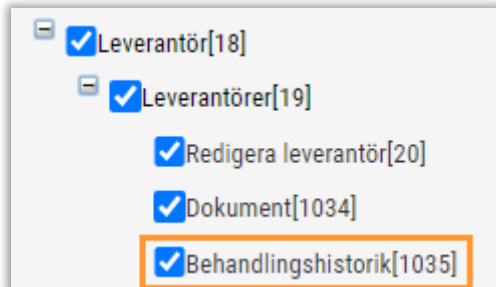 Leverantör[18]
Leverantörer[19]
Redigera leverantör[20]
Dokument[1034]
Behandlingshistorik[1035]